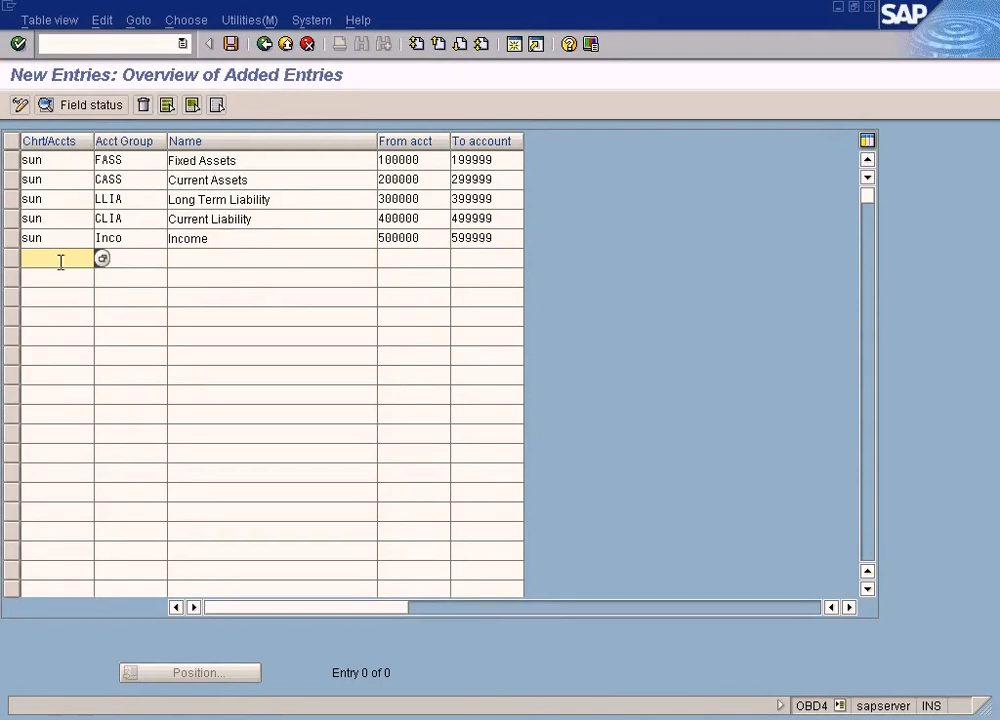 Table view Edit Goto Choose Utilities(M) System Help
SAP
New Entries: Overview of Added Entries
Field status
Chrt/Accts Acct Group Name From acct To account
sun FASS Fixed Assets 100000 199999
sun CASS Current Assets 200000 299999
sun LLIA Long Term Liability 300000 399999
sun CLIA Current Liability 400000 499999
sun Inco Income 500000 599999
Position... Entry 0 of 0
OBD4 sapserver INS